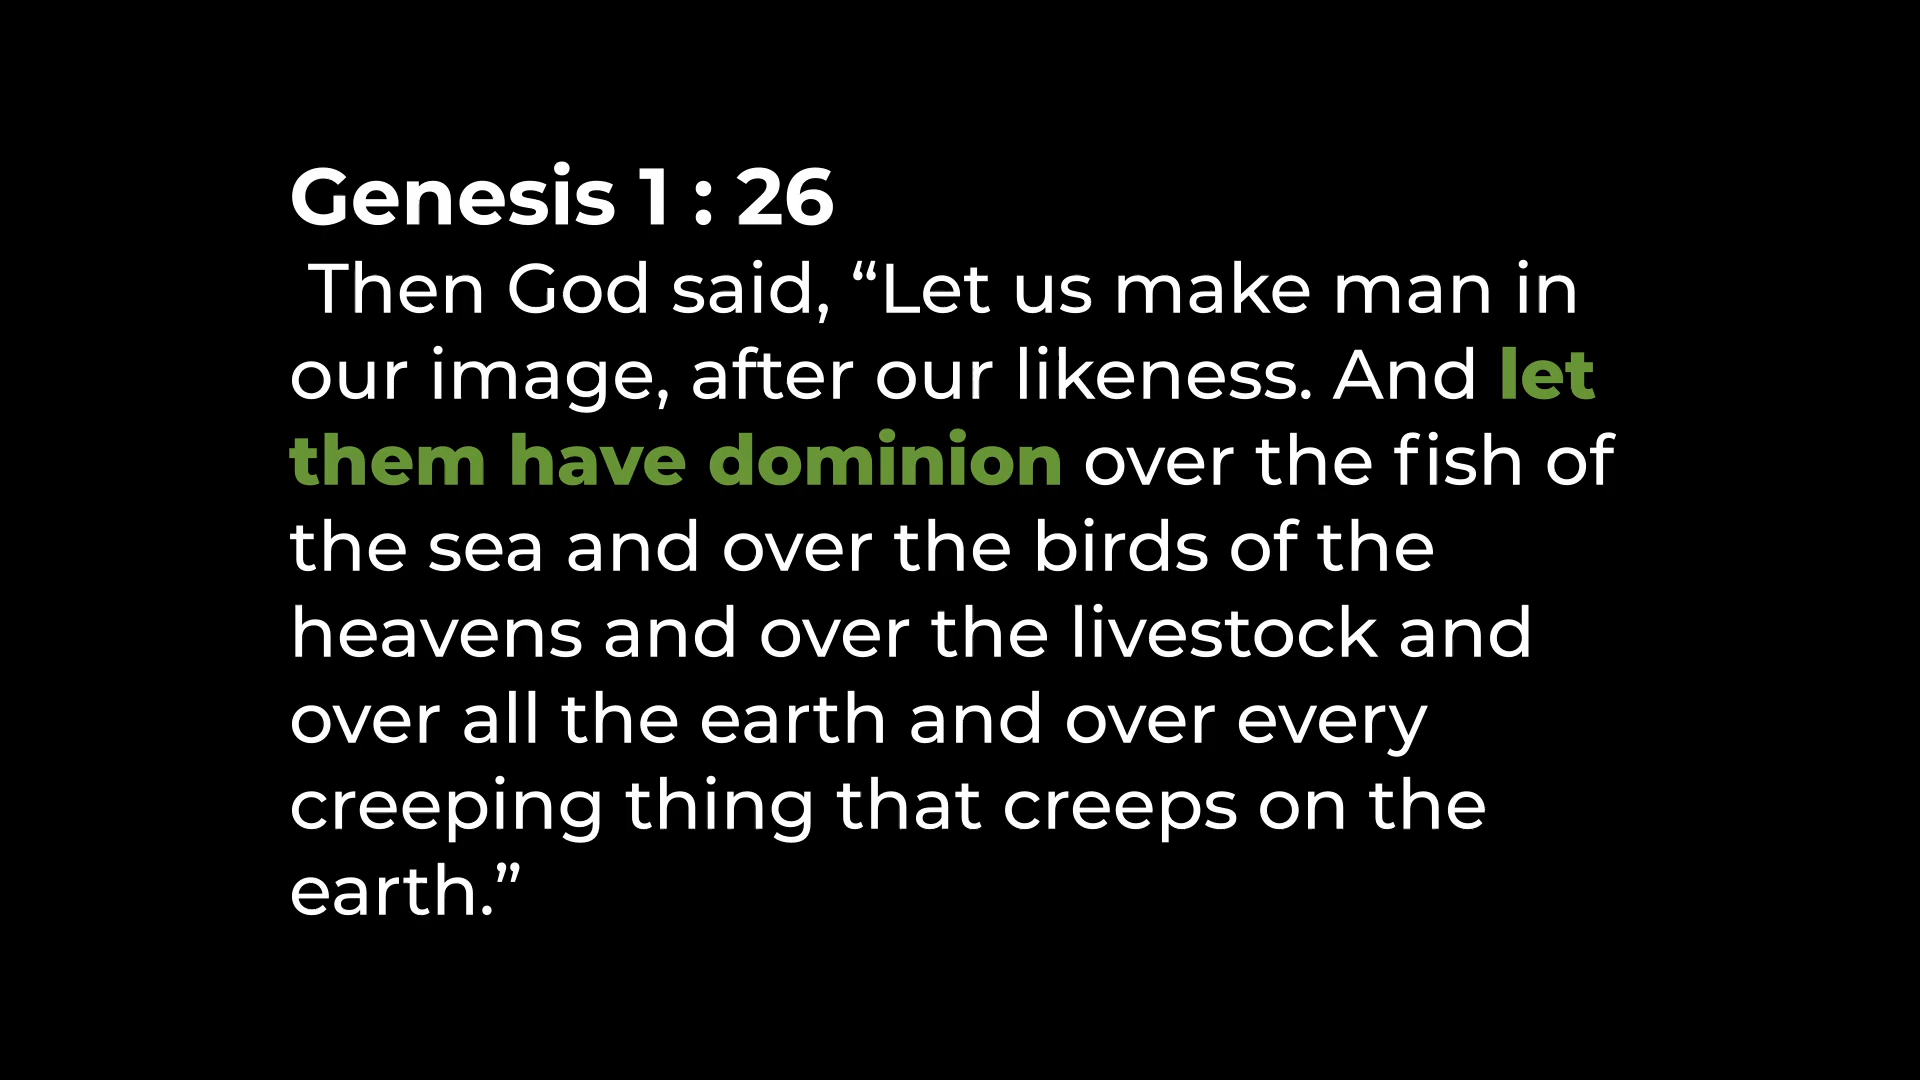 Genesis 1 : 26
Then God said, “Let us make man in
our image, after our likeness. And let
them have dominion over the fish of
the sea and over the birds of the
heavens and over the livestock and
over all the earth and over every
creeping thing that creeps on the
earth.”